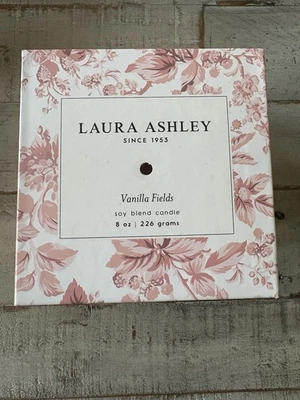 LAURA ASHLEY
SINCE 1953
Vanilla Fields
soy blend candle
8 oz | 226 grams